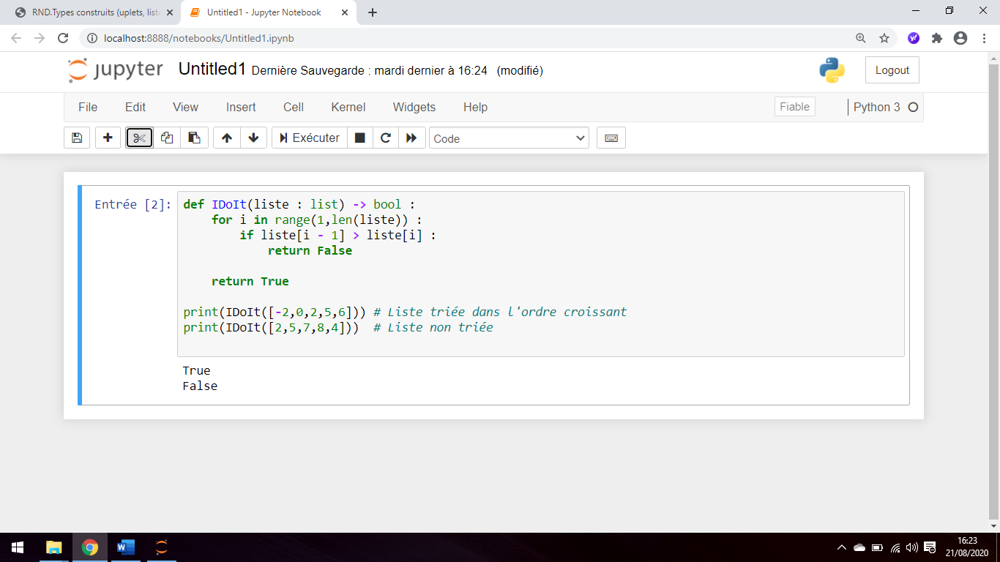 RND.Types construits (uplets, list
Untitled1 - Jupyter Notebook
localhost:8888/notebooks/Untitled1.ipynb
jupyter Untitled1 Dernière Sauvegarde : mardi dernier à 16:24 (modifié)
Logout
File Edit View Insert Cell Kernel Widgets Help
Fiable
Python 3
Exécuter
Code
Entrée [2]:
def IDoIt(liste : list) -> bool :
    for i in range(1,len(liste)) :
        if liste[i - 1] > liste[i] :
            return False
    return True
print(IDoIt([-2,0,2,5,6])) # Liste triée dans l'ordre croissant
print(IDoIt([2,5,7,8,4]))  # Liste non triée
True
False
16:23
21/08/2020